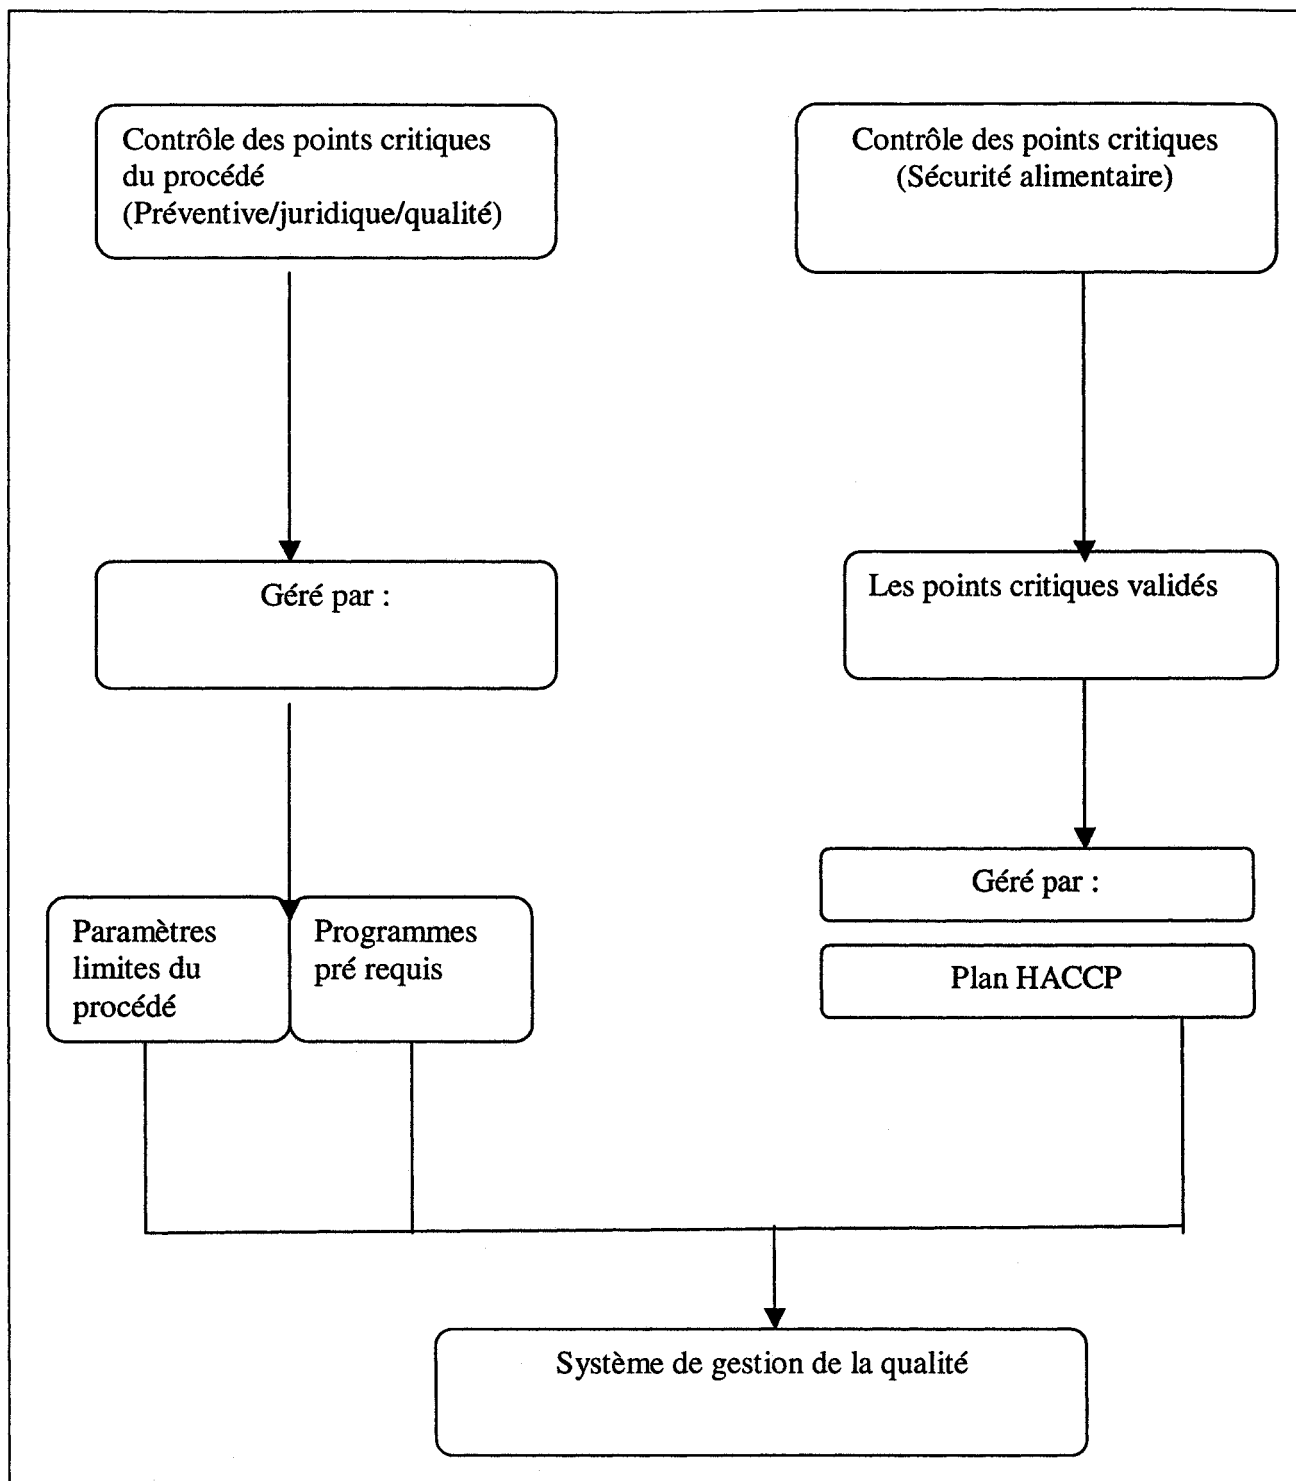 Contrôle des points critiques
du procédé
(Préventive/juridique/qualité)
Contrôle des points critiques
(Sécurité alimentaire)
Géré par :
Les points critiques validés
Géré par :
Paramètres
limites du
procédé
Programmes
pré requis
Plan HACCP
Système de gestion de la qualité